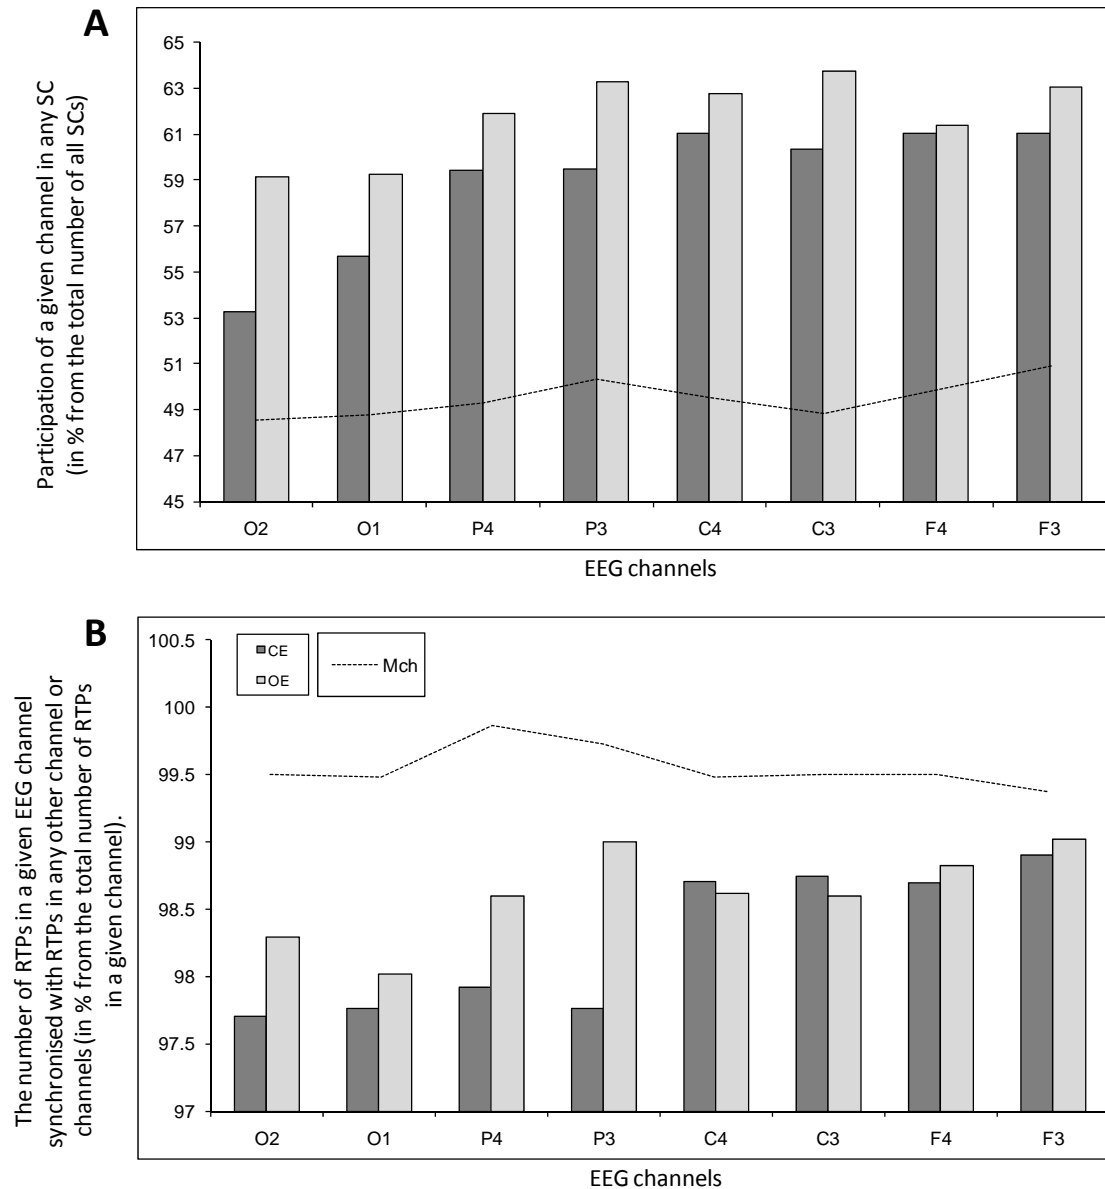 A
Participation of a given channel in any SC
(in % from the total number of all SCs)
65
63
61
59
57
55
53
51
49
47
45
O2 O1 P4 P3 C4 C3 F4 F3
EEG channels
B
The number of RTPs in a given EEG channel
synchronised with RTPs in any other channel or
channels (in % from the total number of RTPs
in a given channel).
100.5
100
99.5
99
98.5
98
97.5
97
CE
OE
Mch
O2 O1 P4 P3 C4 C3 F4 F3
EEG channels